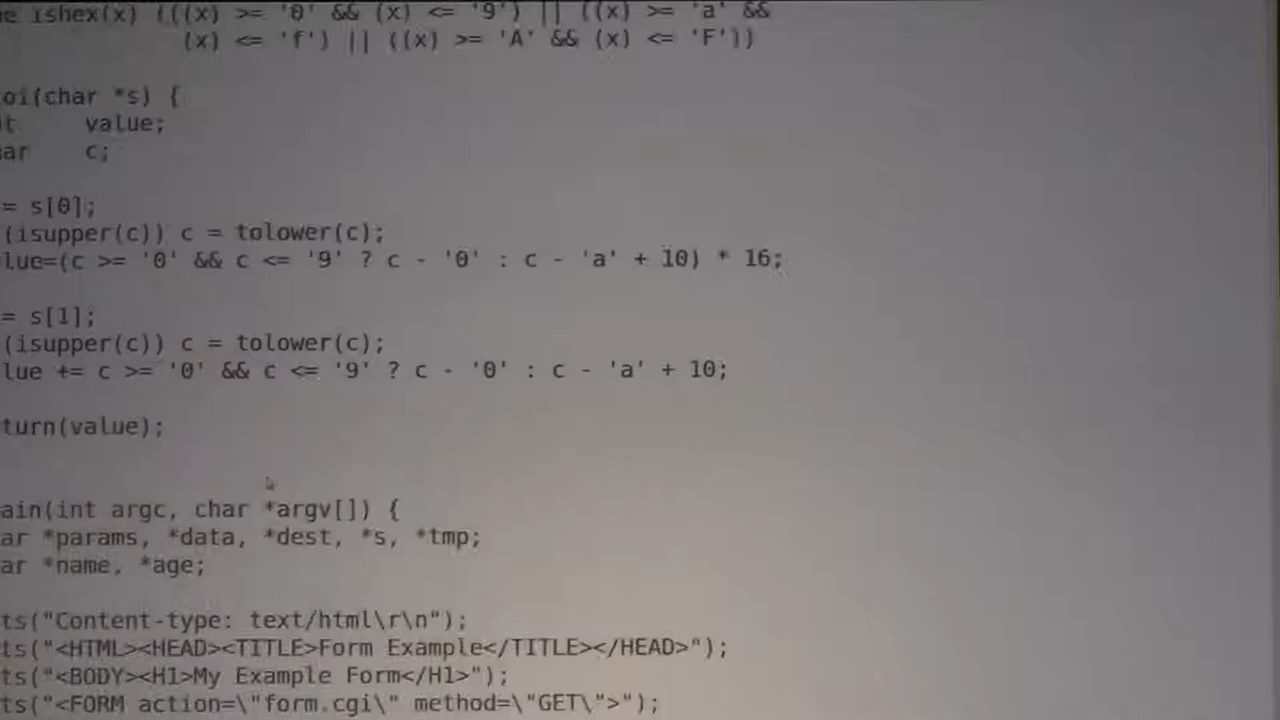 ne ishex(x) (((x) >= '0' && (x) <= '9') || ((x) >= 'a' &&
(x) <= 'f') || ((x) >= 'A' && (x) <= 'F'))
oi(char *s) {
t value;
ar c;
= s[0];
(isupper(c)) c = tolower(c);
lue=(c >= '0' && c <= '9' ? c - '0' : c - 'a' + 10) * 16;
= s[1];
(isupper(c)) c = tolower(c);
lue += c >= '0' && c <= '9' ? c - '0' : c - 'a' + 10;
turn(value);
ain(int argc, char *argv[]) {
ar *params, *data, *dest, *s, *tmp;
ar *name, *age;
ts("Content-type: text/html\r\n");
ts("<HTML><HEAD><TITLE>Form Example</TITLE></HEAD>");
ts("<BODY><H1>My Example Form</H1>");
ts("<FORM action=\"form.cgi\" method=\"GET\">");